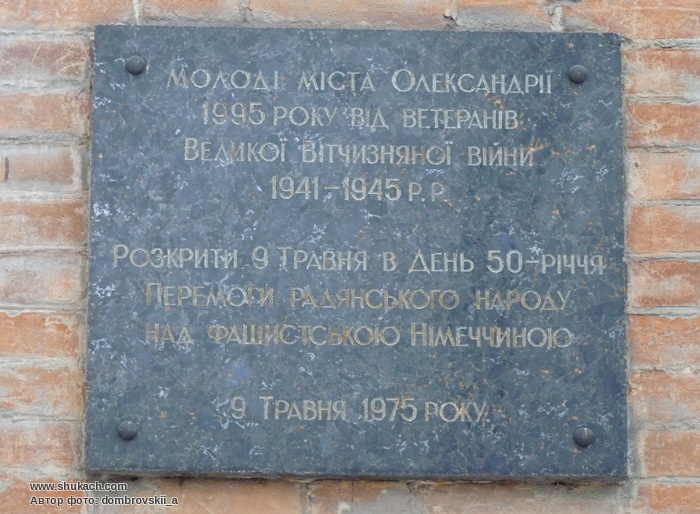 Молоді міста Олександрії
1995 року від ветеранів
Великої Вітчизняної війни
1941-1945 р.р.
Розкрити 9 Травня в День 50-річчя
Перемоги радянського народу
над фашистською Німеччиною
9 Травня 1975 року
www.shukach.com
Автор фото: dombrovskii_a